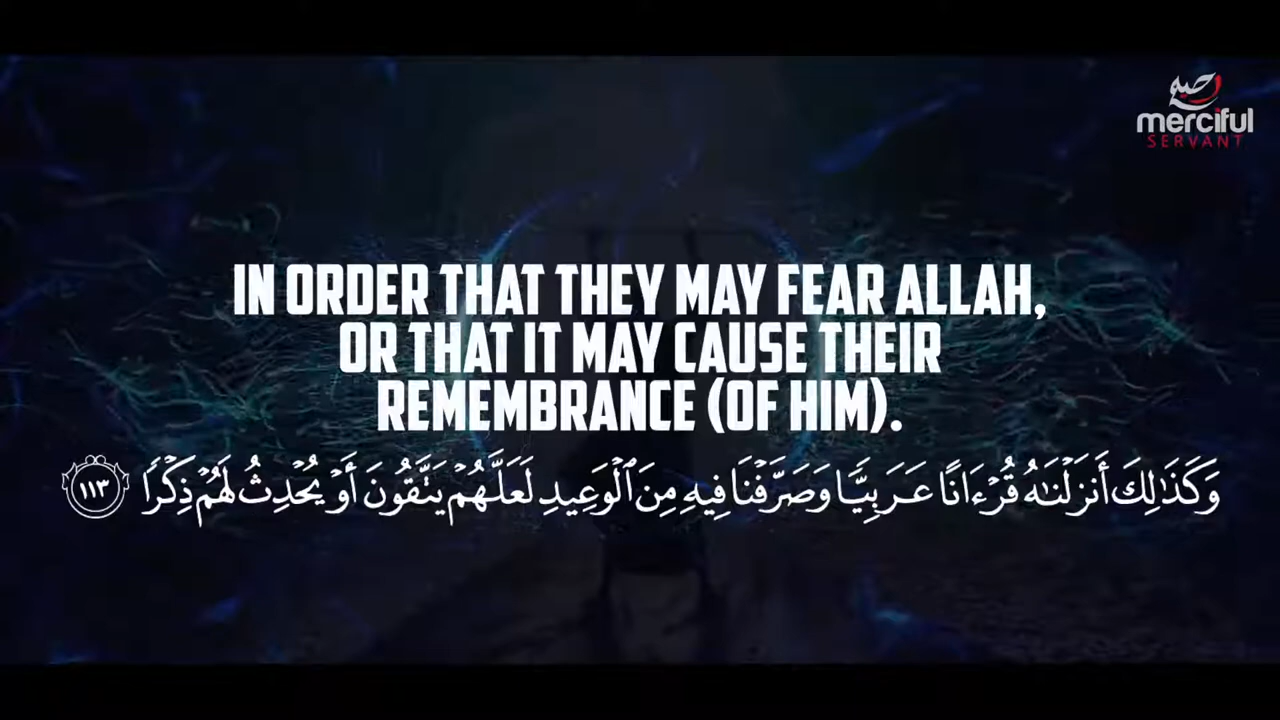 merciful
SERVANT
IN ORDER THAT THEY MAY FEAR ALLAH,
OR THAT IT MAY CAUSE THEIR
REMEMBRANCE (OF HIM).
وَكَذَٰلِكَ أَنزَلْنَـٰهُ قُرْءَانًا عَرَبِيًّا وَصَرَّفْنَا فِيهِ مِنَ ٱلْوَعِيدِ لَعَلَّهُمْ يَتَّقُونَ أَوْ يُحْدِثُ لَهُمْ ذِكْرًا ١١٣